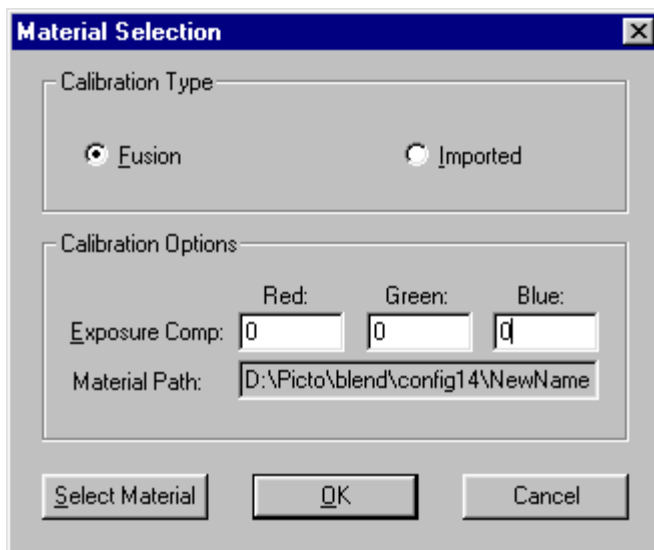 Material Selection
Calibration Type
Fusion Imported
Calibration Options
Red: Green: Blue:
Exposure Comp: 0 0 0
Material Path: D:\Picto\blend\config14\NewName
Select Material OK Cancel